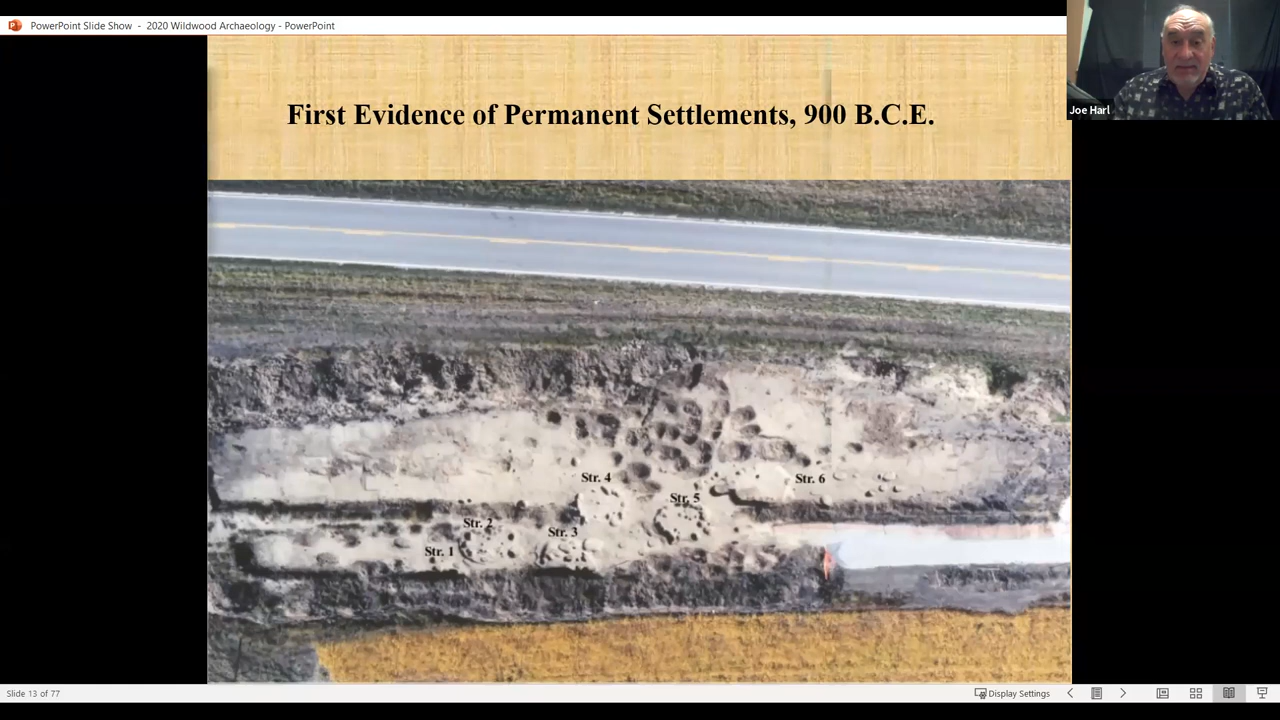 PowerPoint Slide Show - 2020 Wildwood Archaeology - PowerPoint
Joe Harl
First Evidence of Permanent Settlements, 900 B.C.E.
Str. 4
Str. 6
Str. 5
Str. 2
Str. 3
Str. 1
Slide 13 of 77
Display Settings